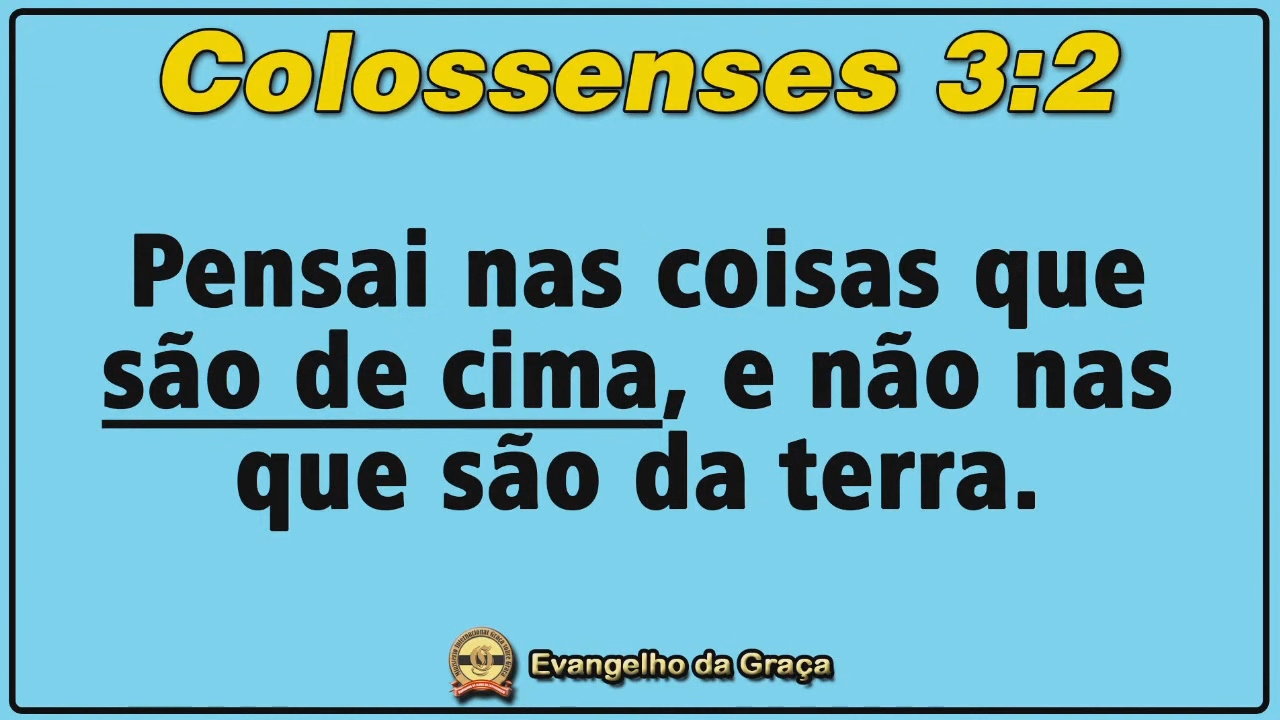 Colossenses 3:2
Pensai nas coisas que
são de cima, e não nas
que são da terra.
Evangelho da Graça